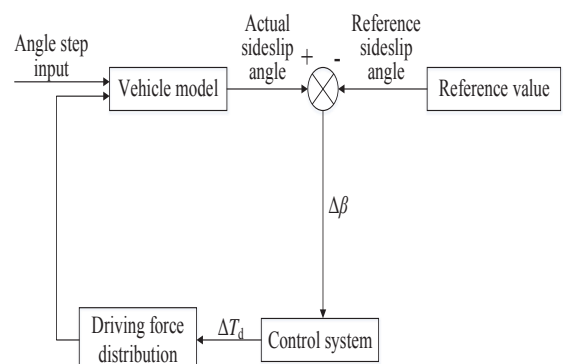 Angle step
input
Vehicle model
Actual
sideslip
angle
+
-
Reference
sideslip
angle
Reference value
Δβ
Driving force
distribution
ΔTd
Control system